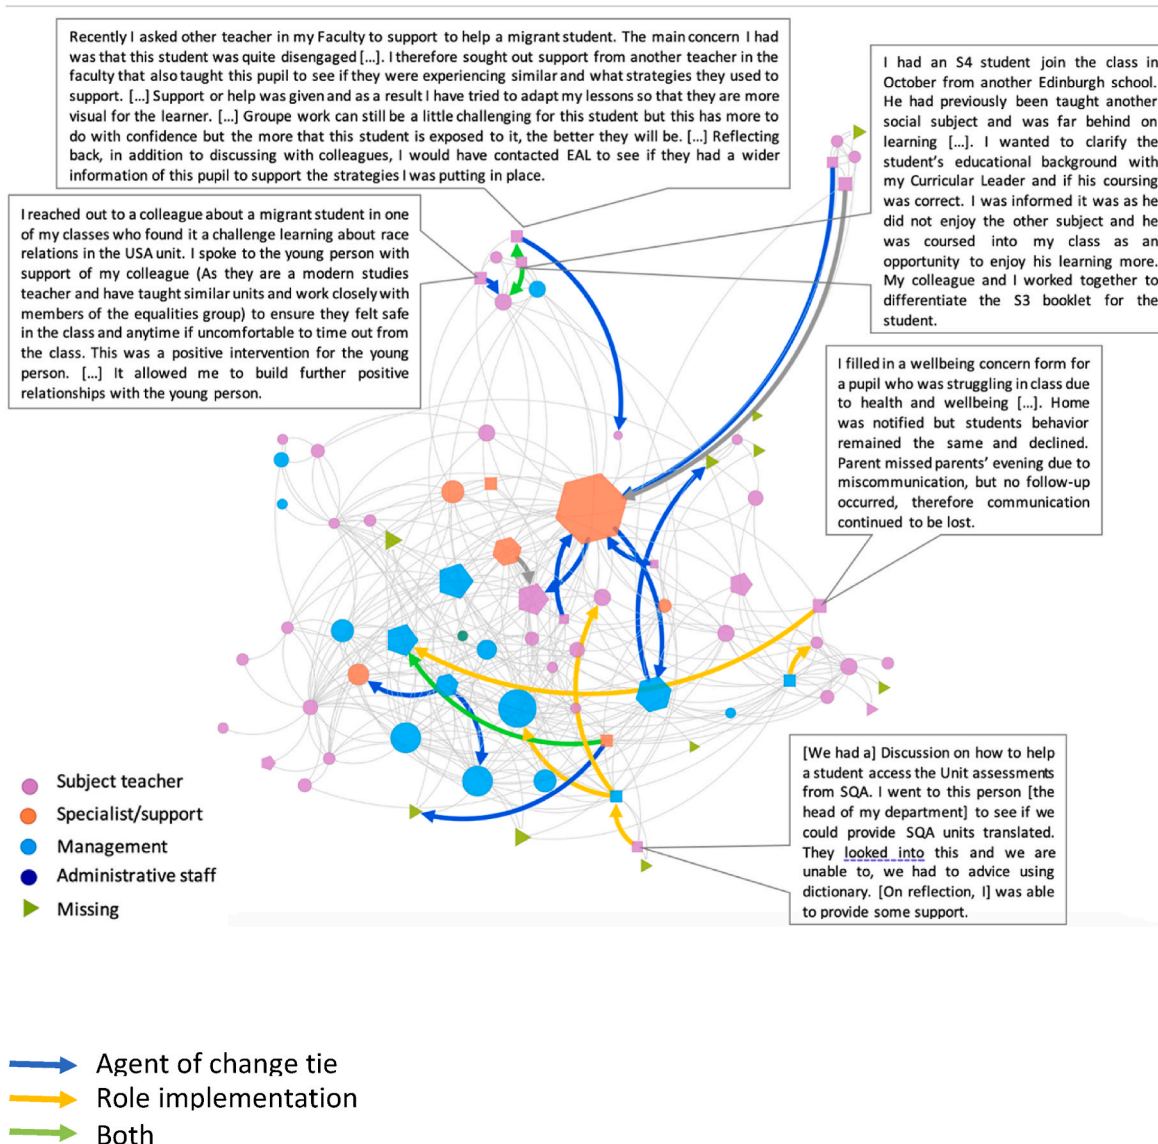 Recently I asked other teacher in my Faculty to support to help a migrant student. The main concern I had
was that this student was quite disengaged […]. I therefore sought out support from another teacher in the
faculty that also taught this pupil to see if they were experiencing similar and what strategies they used to
support. […] Support or help was given and as a result I have tried to adapt my lessons so that they are more
visual for the learner. […] Groupe work can still be a little challenging for this student but this has more to
do with confidence but the more that this student is exposed to it, the better they will be. […] Reflecting
back, in addition to discussing with colleagues, I would have contacted EAL to see if they had a wider
information of this pupil to support the strategies I was putting in place.
I had an S4 student join the class in
October from another Edinburgh school.
He had previously been taught another
social subject and was far behind on
learning […]. I wanted to clarify the
student's educational background with
my Curricular Leader and if his coursing
was correct. I was informed it was as he
did not enjoy the other subject and he
was coursed into my class as an
opportunity to enjoy his learning more.
My colleague and I worked together to
differentiate the S3 booklet for the
student.
I reached out to a colleague about a migrant student in one
of my classes who found it a challenge learning about race
relations in the USA unit. I spoke to the young person with
support of my colleague (As they are a modern studies
teacher and have taught similar units and work closely with
members of the equalities group) to ensure they felt safe
in the class and anytime if uncomfortable to time out from
the class. This was a positive intervention for the young
person. […] It allowed me to build further positive
relationships with the young person.
I filled in a wellbeing concern form for
a pupil who was struggling in class due
to health and wellbeing […]. Home
was notified but students behavior
remained the same and declined.
Parent missed parents' evening due to
miscommunication, but no follow-up
occurred, therefore communication
continued to be lost.
[We had a] Discussion on how to help
a student access the Unit assessments
from SQA. I went to this person [the
head of my department] to see if we
could provide SQA units translated.
They looked into this and we are
unable to, we had to advice using
dictionary. [On reflection, I] was able
to provide some support.
Subject teacher
Specialist/support
Management
Administrative staff
Missing
Agent of change tie
Role implementation
Both